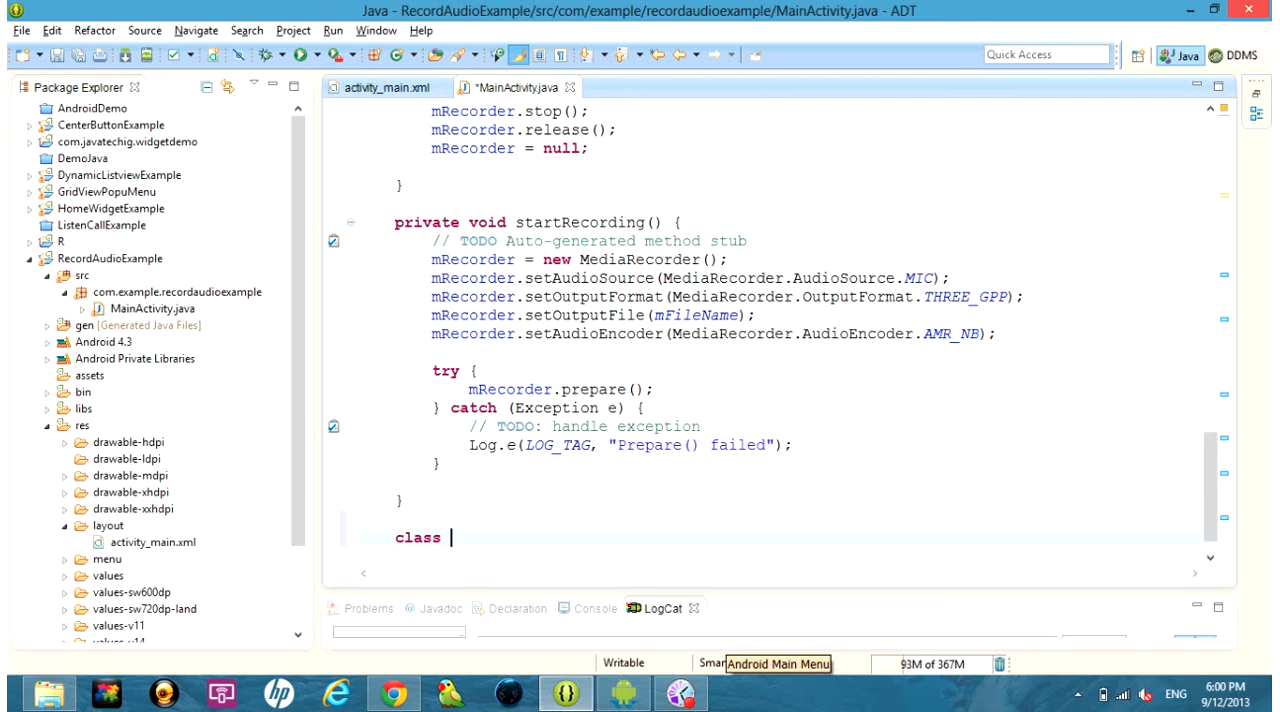 Java - RecordAudioExample/src/com/example/recordaudioexample/MainActivity.java - ADT
File Edit Refactor Source Navigate Search Project Run Window Help
Quick Access
Java
DDMS
Package Explorer
AndroidDemo
CenterButtonExample
com.javatechig.widgetdemo
DemoJava
DynamicListviewExample
GridViewPopuMenu
HomeWidgetExample
ListenCallExample
R
RecordAudioExample
src
com.example.recordaudioexample
MainActivity.java
gen [Generated Java Files]
Android 4.3
Android Private Libraries
assets
bin
libs
res
drawable-hdpi
drawable-ldpi
drawable-mdpi
drawable-xhdpi
drawable-xxhdpi
layout
activity_main.xml
menu
values
values-sw600dp
values-sw720dp-land
values-v11
values-v14
activity_main.xml
*MainActivity.java
mRecorder.stop();
mRecorder.release();
mRecorder = null;
}
private void startRecording() {
// TODO Auto-generated method stub
mRecorder = new MediaRecorder();
mRecorder.setAudioSource(MediaRecorder.AudioSource.MIC);
mRecorder.setOutputFormat(MediaRecorder.OutputFormat.THREE_GPP);
mRecorder.setOutputFile(mFileName);
mRecorder.setAudioEncoder(MediaRecorder.AudioEncoder.AMR_NB);
try {
mRecorder.prepare();
} catch (Exception e) {
// TODO: handle exception
Log.e(LOG_TAG, "Prepare() failed");
}
}
class
Problems @ Javadoc Declaration Console LogCat
Writable
Smar
Android Main Menu
93M of 367M
hp
ENG
6:00 PM
9/12/2013